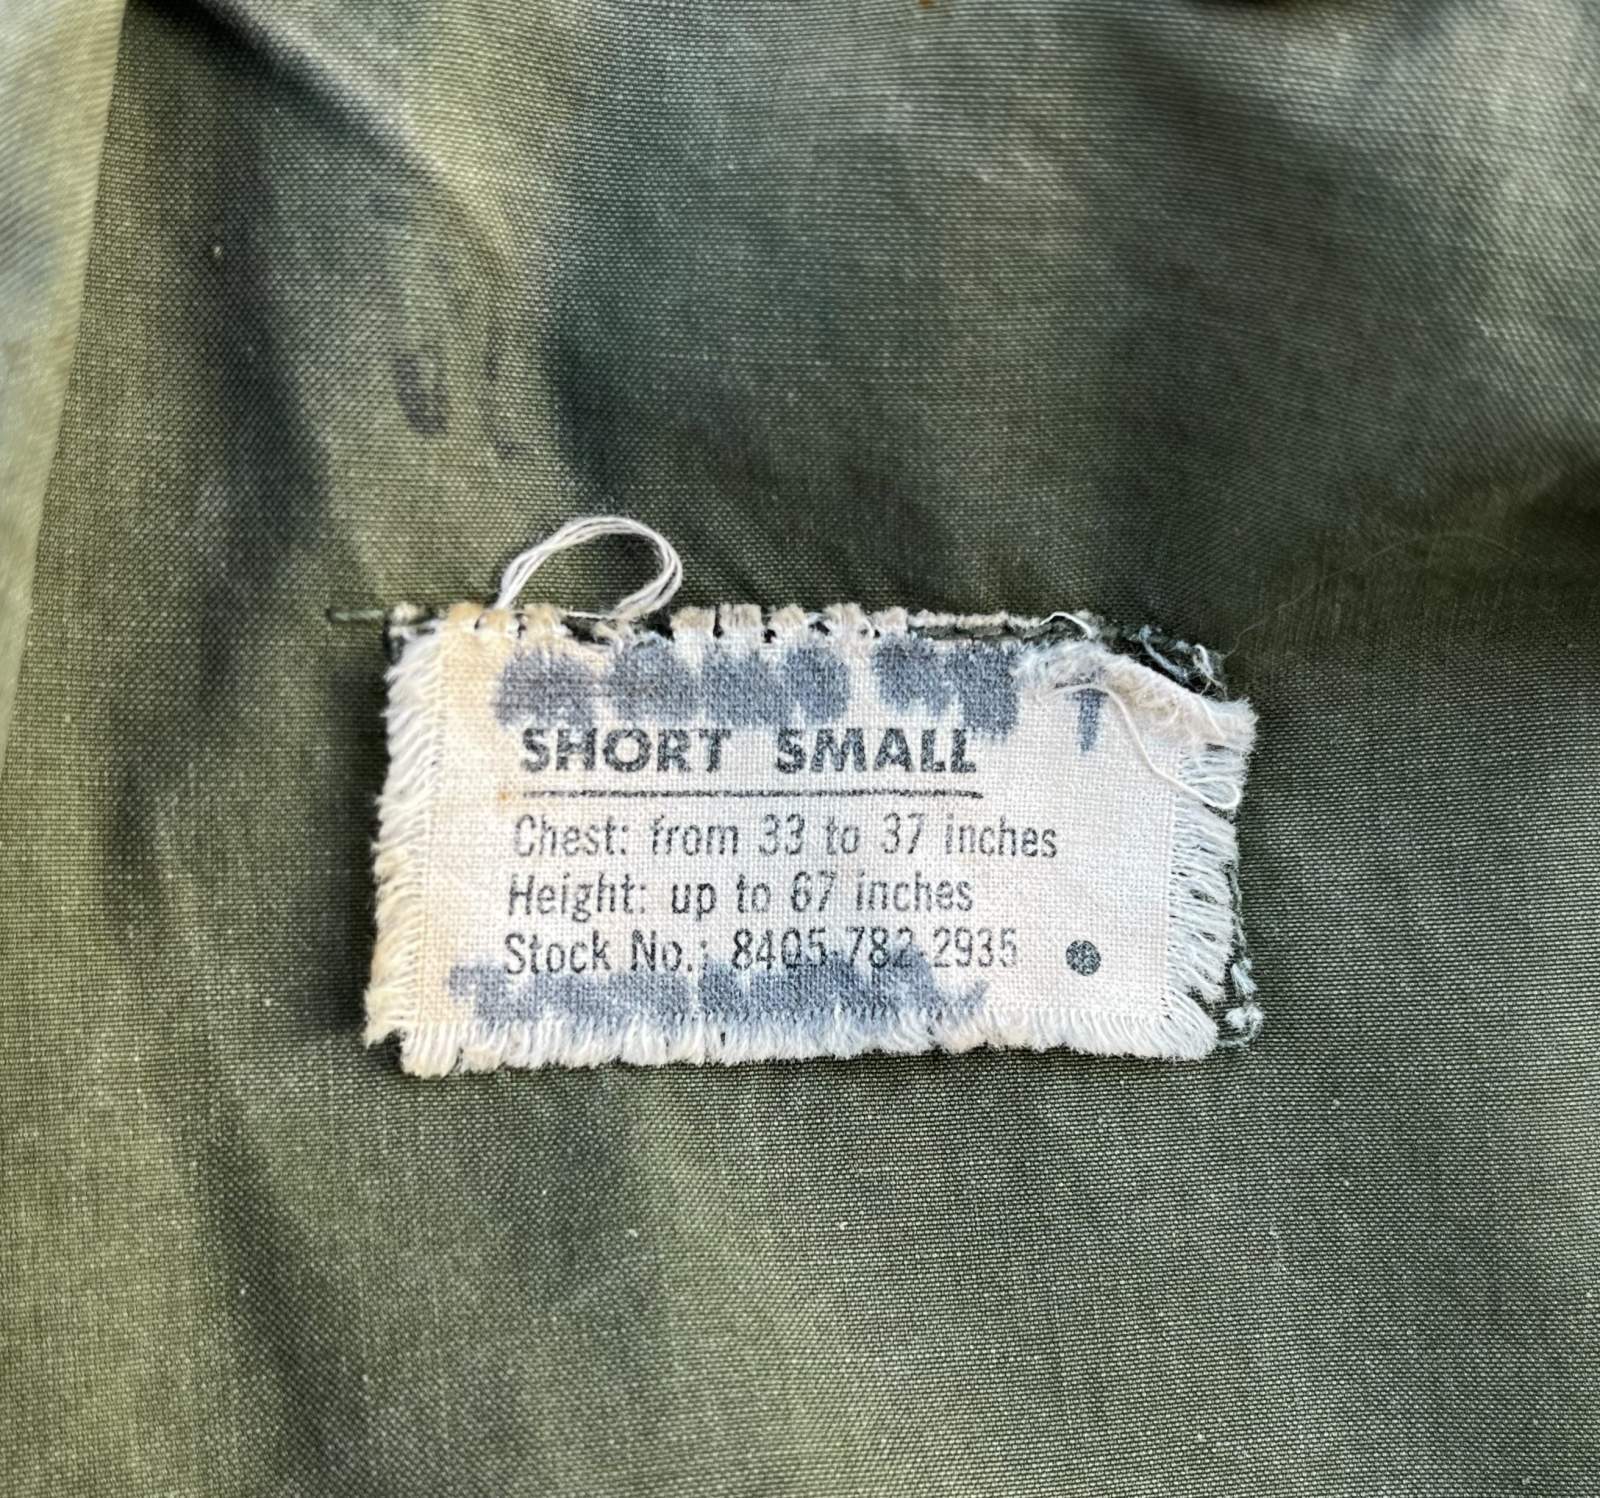 SHORT SMALL
Chest: from 33 to 37 inches
Height: up to 67 inches
Stock No.: 8405-782-2935